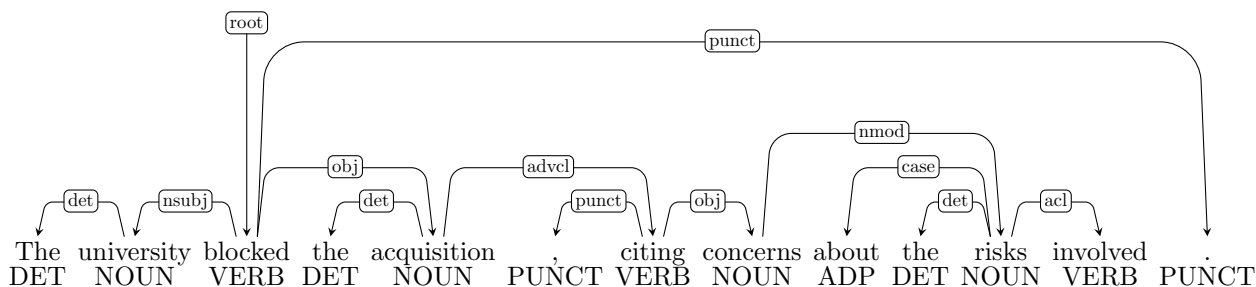 root
punct
nmod
obj advcl case
det nsubj det punct obj det acl
The university blocked the acquisition , citing concerns about the risks involved .
DET NOUN VERB DET NOUN PUNCT VERB NOUN ADP DET NOUN VERB PUNCT